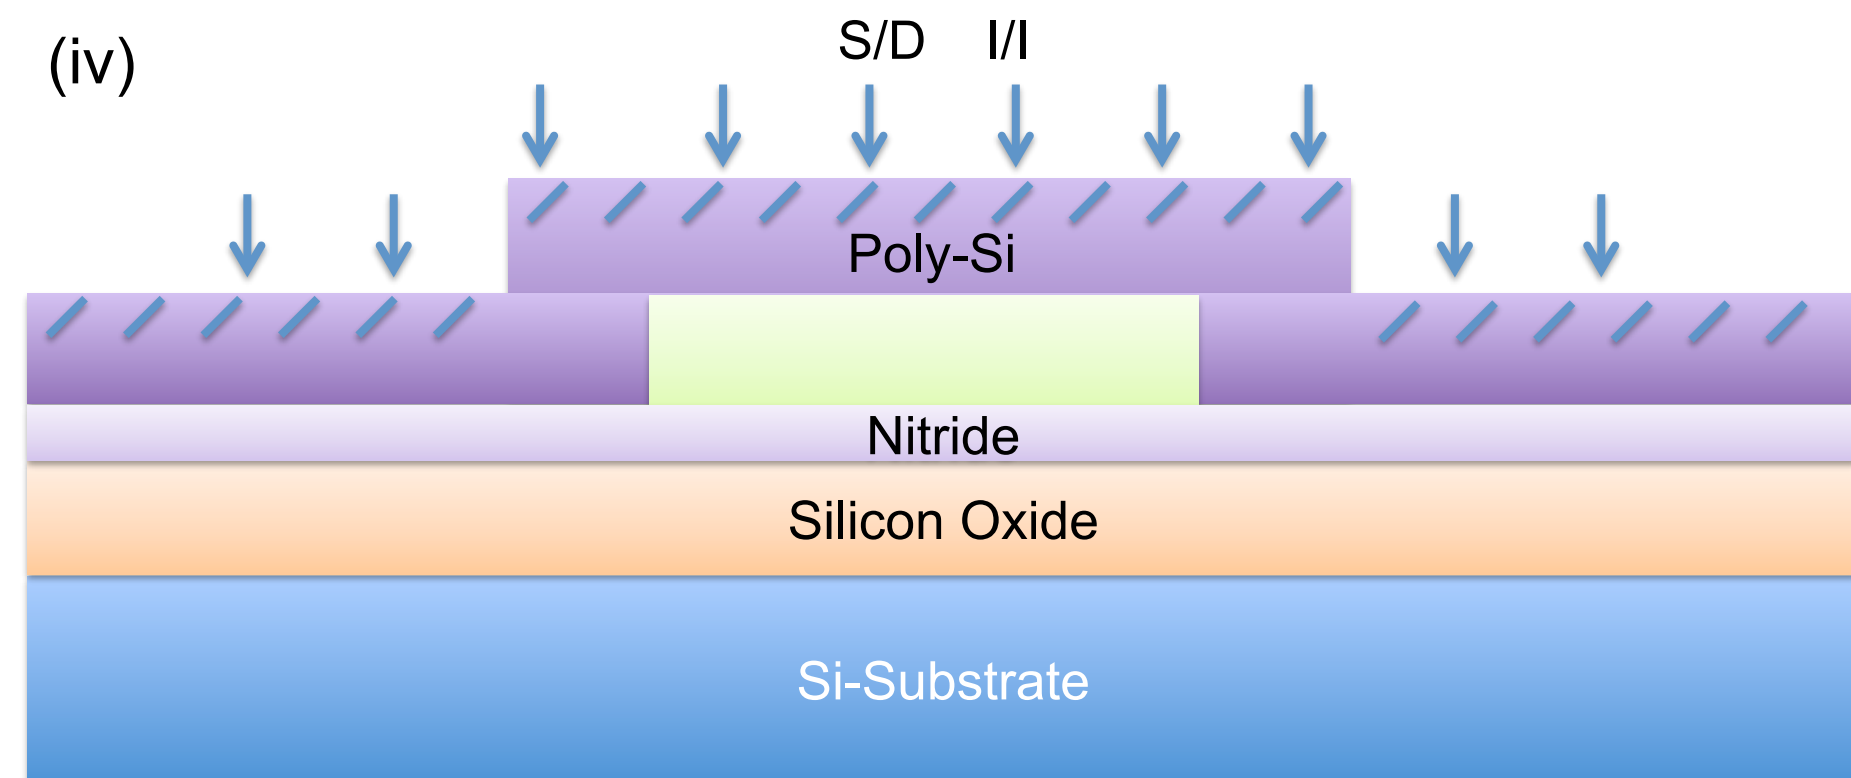 (iv)
S/D I/I
Poly-Si
Nitride
Silicon Oxide
Si-Substrate